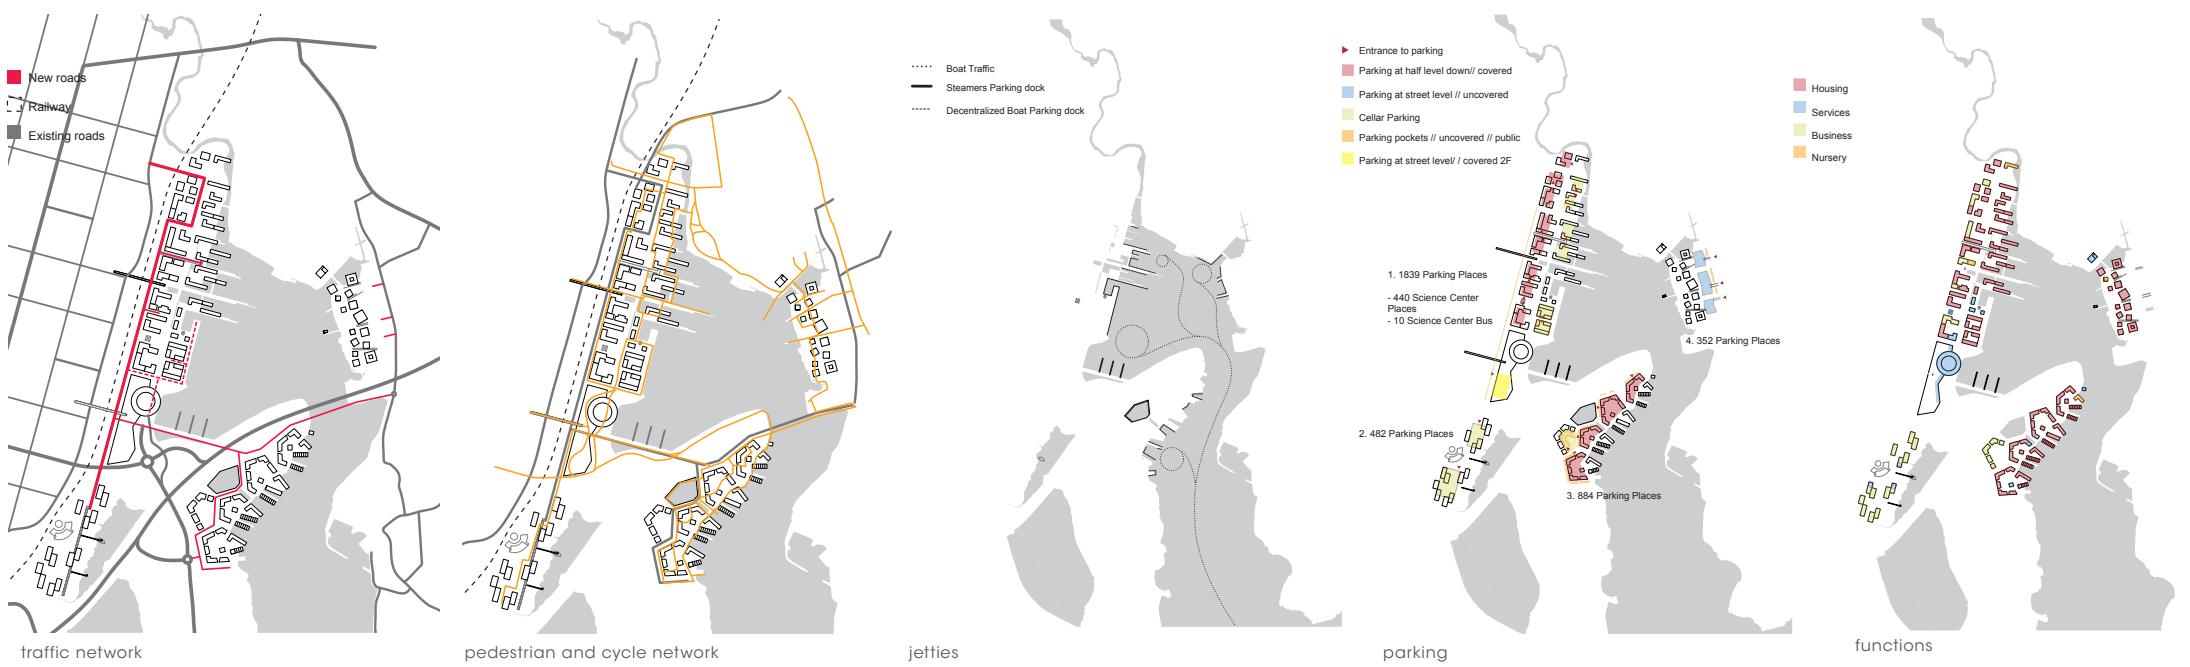 New roads
Railway
Existing roads
traffic network
pedestrian and cycle network
Boat Traffic
Steamers Parking dock
Decentralized Boat Parking dock
jetties
Entrance to parking
Parking at half level down// covered
Parking at street level // uncovered
Cellar Parking
Parking pockets // uncovered // public
Parking at street level/ / covered 2F
1. 1839 Parking Places
- 440 Science Center
Places
- 10 Science Center Bus
4. 352 Parking Places
2. 482 Parking Places
3. 884 Parking Places
parking
Housing
Services
Business
Nursery
functions